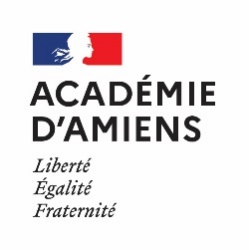 ACADÉMIE
D'AMIENS
Liberté
Égalité
Fraternité